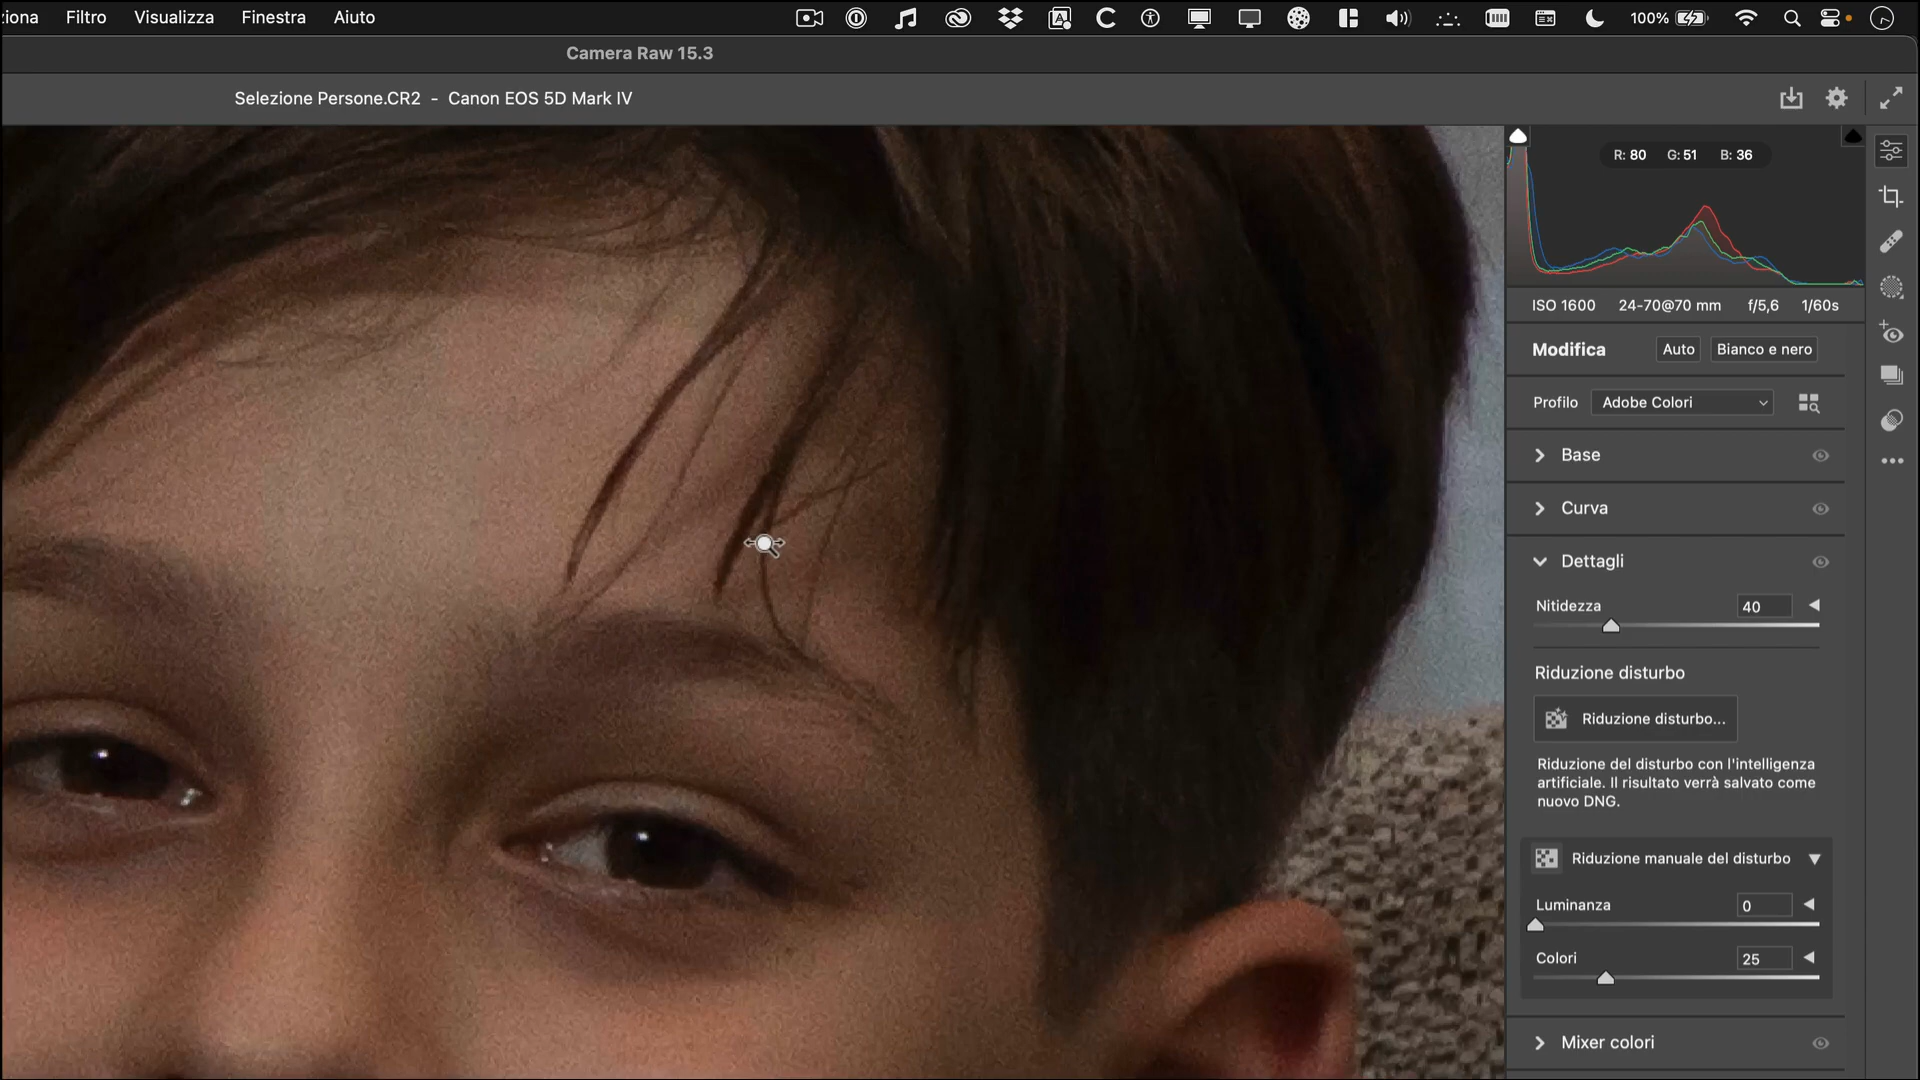 ziona Filtro Visualizza Finestra Aiuto 100%
Camera Raw 15.3
Selezione Persone.CR2 - Canon EOS 5D Mark IV
R: 80 G: 51 B: 36
ISO 1600 24-70@70 mm f/5,6 1/60s
Modifica Auto Bianco e nero
Profilo Adobe Colori
Base
Curva
Dettagli
Nitidezza 40
Riduzione disturbo
Riduzione disturbo...
Riduzione del disturbo con l'intelligenza
artificiale. Il risultato verrà salvato come
nuovo DNG.
Riduzione manuale del disturbo
Luminanza 0
Colori 25
Mixer colori